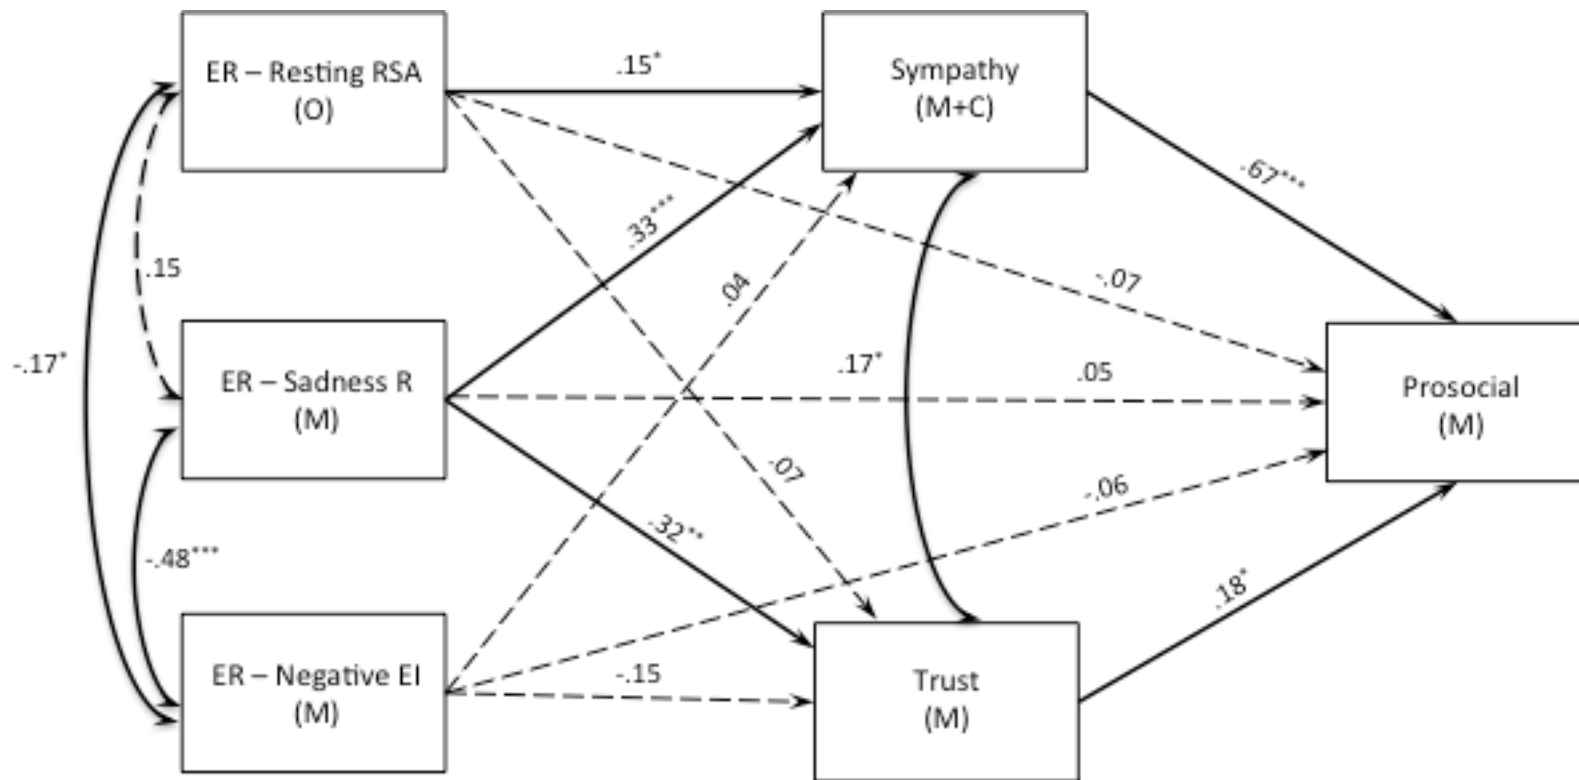 ER – Resting RSA
(O)
.15*
Sympathy
(M+C)
.67***
.33***
.15
.04
-.07
-.17*
ER – Sadness R
(M)
.17*
.05
Prosocial
(M)
.07
-.06
.32**
-.48***
.18*
ER – Negative EI
(M)
-.15
Trust
(M)